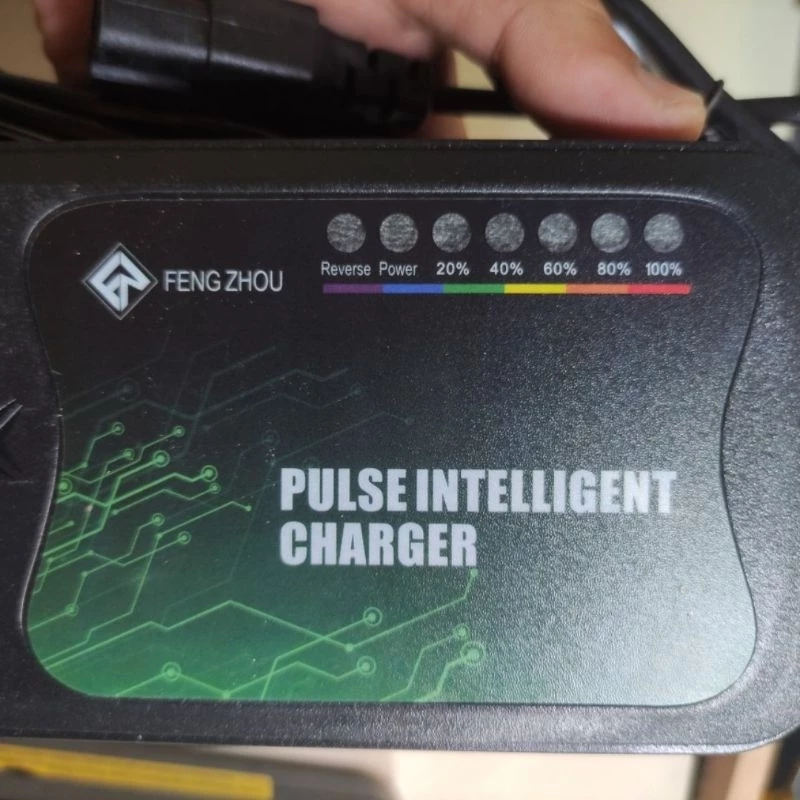 FENG ZHOU
Reverse Power 20% 40% 60% 80% 100%
PULSE INTELLIGENT
CHARGER